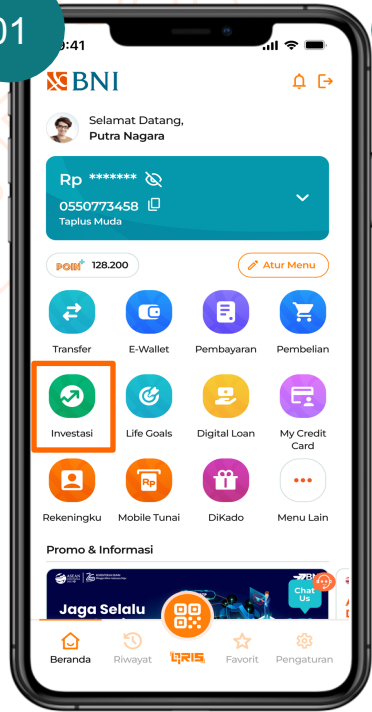 01
9:41
BNI
Selamat Datang,
Putra Nagara
Rp *******
0550773458
Taplus Muda
POIN+ 128.200
Atur Menu
Transfer E-Wallet Pembayaran Pembelian
Investasi Life Goals Digital Loan My Credit Card
Rp
Rekeningku Mobile Tunai DiKado Menu Lain
Promo & Informasi
BNI
Chat Us
Jaga Selalu
Beranda Riwayat QRIS Favorit Pengaturan